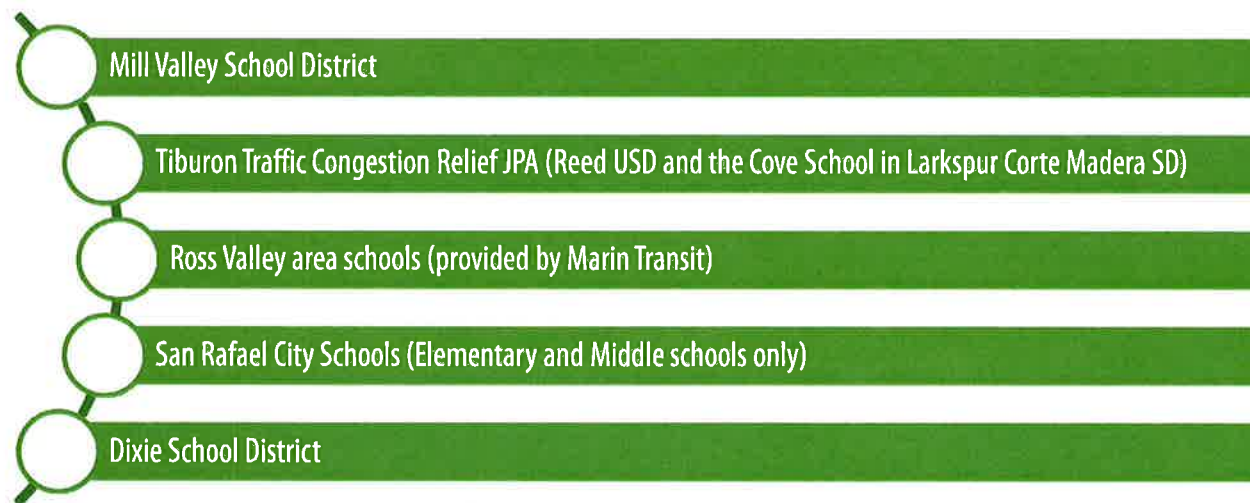 Mill Valley School District
Tiburon Traffic Congestion Relief JPA (Reed USD and the Cove School in Larkspur Corte Madera SD)
Ross Valley area schools (provided by Marin Transit)
San Rafael City Schools (Elementary and Middle schools only)
Dixie School District